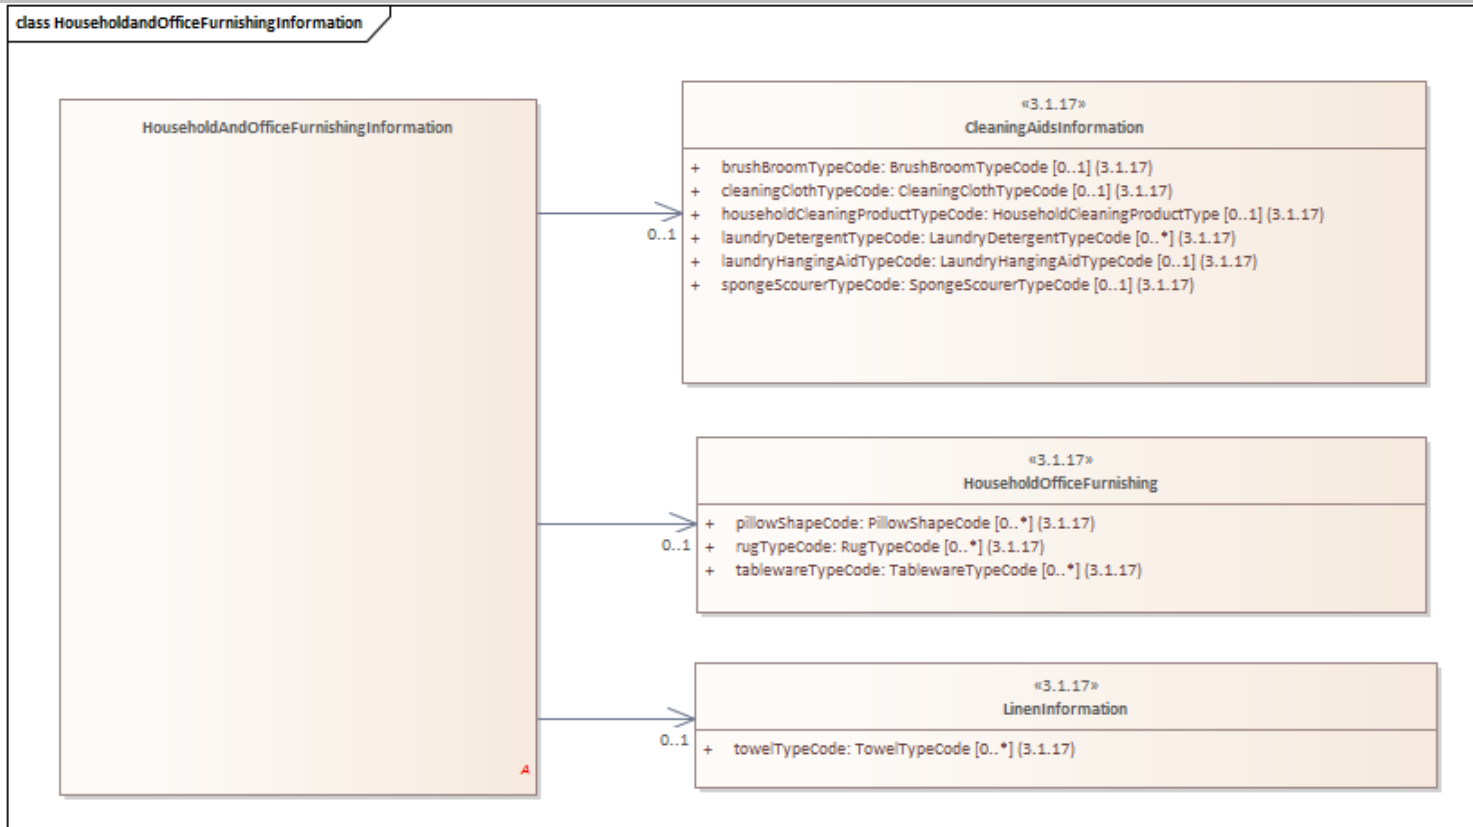 class HouseholdandOfficeFurnishingInformation
HouseholdAndOfficeFurnishingInformation
A
0..1
«3.1.17»
CleaningAidsInformation
+ brushBroomTypeCode: BrushBroomTypeCode [0..1] (3.1.17)
+ cleaningClothTypeCode: CleaningClothTypeCode [0..1] (3.1.17)
+ householdCleaningProductTypeCode: HouseholdCleaningProductType [0..1] (3.1.17)
+ laundryDetergentTypeCode: LaundryDetergentTypeCode [0..*] (3.1.17)
+ laundryHangingAidTypeCode: LaundryHangingAidTypeCode [0..1] (3.1.17)
+ spongeScourerTypeCode: SpongeScourerTypeCode [0..1] (3.1.17)
0..1
«3.1.17»
HouseholdOfficeFurnishing
+ pillowShapeCode: PillowShapeCode [0..*] (3.1.17)
+ rugTypeCode: RugTypeCode [0..*] (3.1.17)
+ tablewareTypeCode: TablewareTypeCode [0..*] (3.1.17)
0..1
«3.1.17»
LinenInformation
+ towelTypeCode: TowelTypeCode [0..*] (3.1.17)